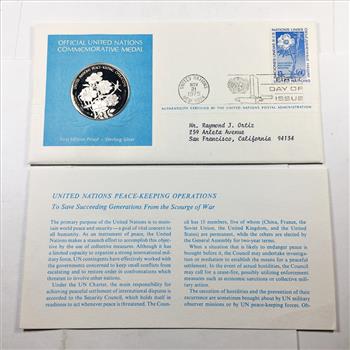 OFFICIAL UNITED NATIONS
COMMEMORATIVE MEDAL
UNITED NATIONS
NOV
21
1975
DAY OF
ISSUE
AUTHENTICITY CERTIFIED BY THE UNITED NATIONS POSTAL ADMINISTRATION
First Edition Proof - Sterling Silver
Mr. Raymond J. Ortiz
159 Arleta Avenue
San Francisco, California 94134
UNITED NATIONS PEACE-KEEPING OPERATIONS
To Save Succeeding Generations From the Scourge of War
The primary purpose of the United Nations is to main-
tain world peace and security—a goal of vital concern to
all humanity. As an instrument of peace, the United
Nations makes a staunch effort to accomplish this objec-
tive by the use of collective measures. Although it has
a limited capacity to organize a strong international mil-
itary force, UN contingents have effectively worked with
the governments concerned to keep small conflicts from
escalating and to restore order in confrontations which
threaten to involve other nations.
Under the UN Charter, the main responsibility for
achieving peaceful settlement of international disputes is
accorded to the Security Council, which holds itself in
readiness to act whenever peace is threatened. The Coun-
cil has 15 members, five of whom (China, France, the
Soviet Union, the United Kingdom, and the United
States) are permanent, while the others are elected by
the General Assembly for two-year terms.
When a situation that is likely to endanger peace is
brought before it, the Council may undertake investiga-
tion or mediation to establish the means for a peaceful
settlement. In the event of actual hostilities, the Council
may call for a cease-fire, possibly utilizing enforcement
measures such as economic sanctions or collective mili-
tary action.
The cessation of hostilities and the prevention of their
recurrence are sometimes brought about by UN military
observer missions or by UN peace-keeping forces. Ob-